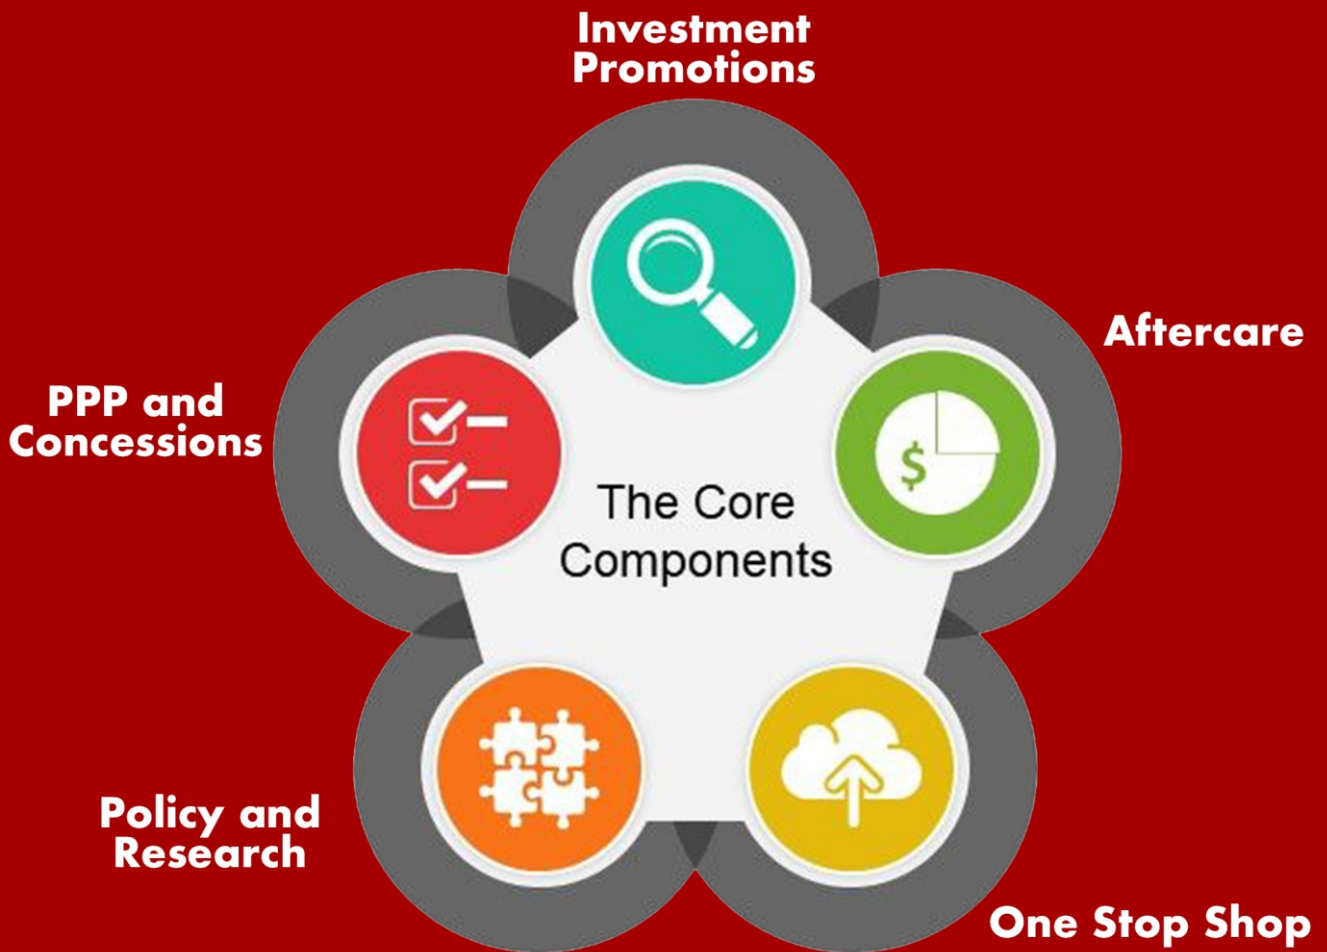 Investment
Promotions
Aftercare
PPP and
Concessions
$
The Core
Components
Policy and
Research
One Stop Shop